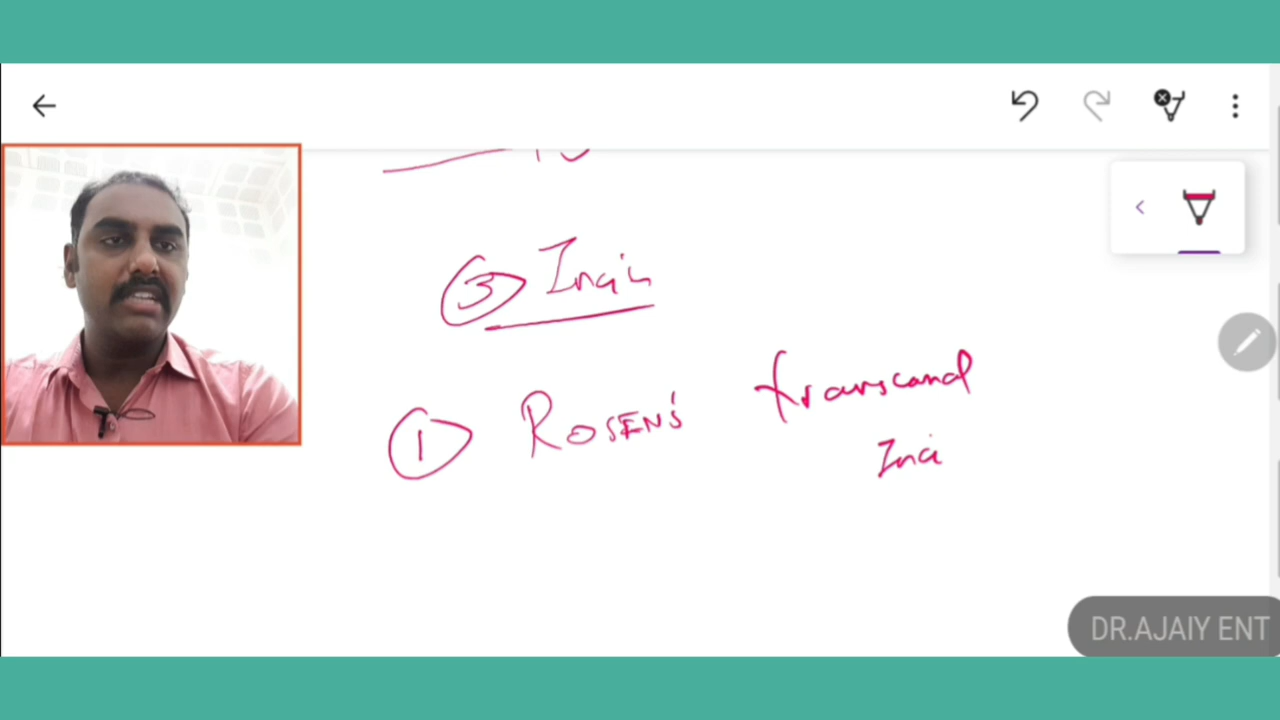 ③ Inci
① ROSEN'S transcanal
Inci
DR.AJAIY ENT